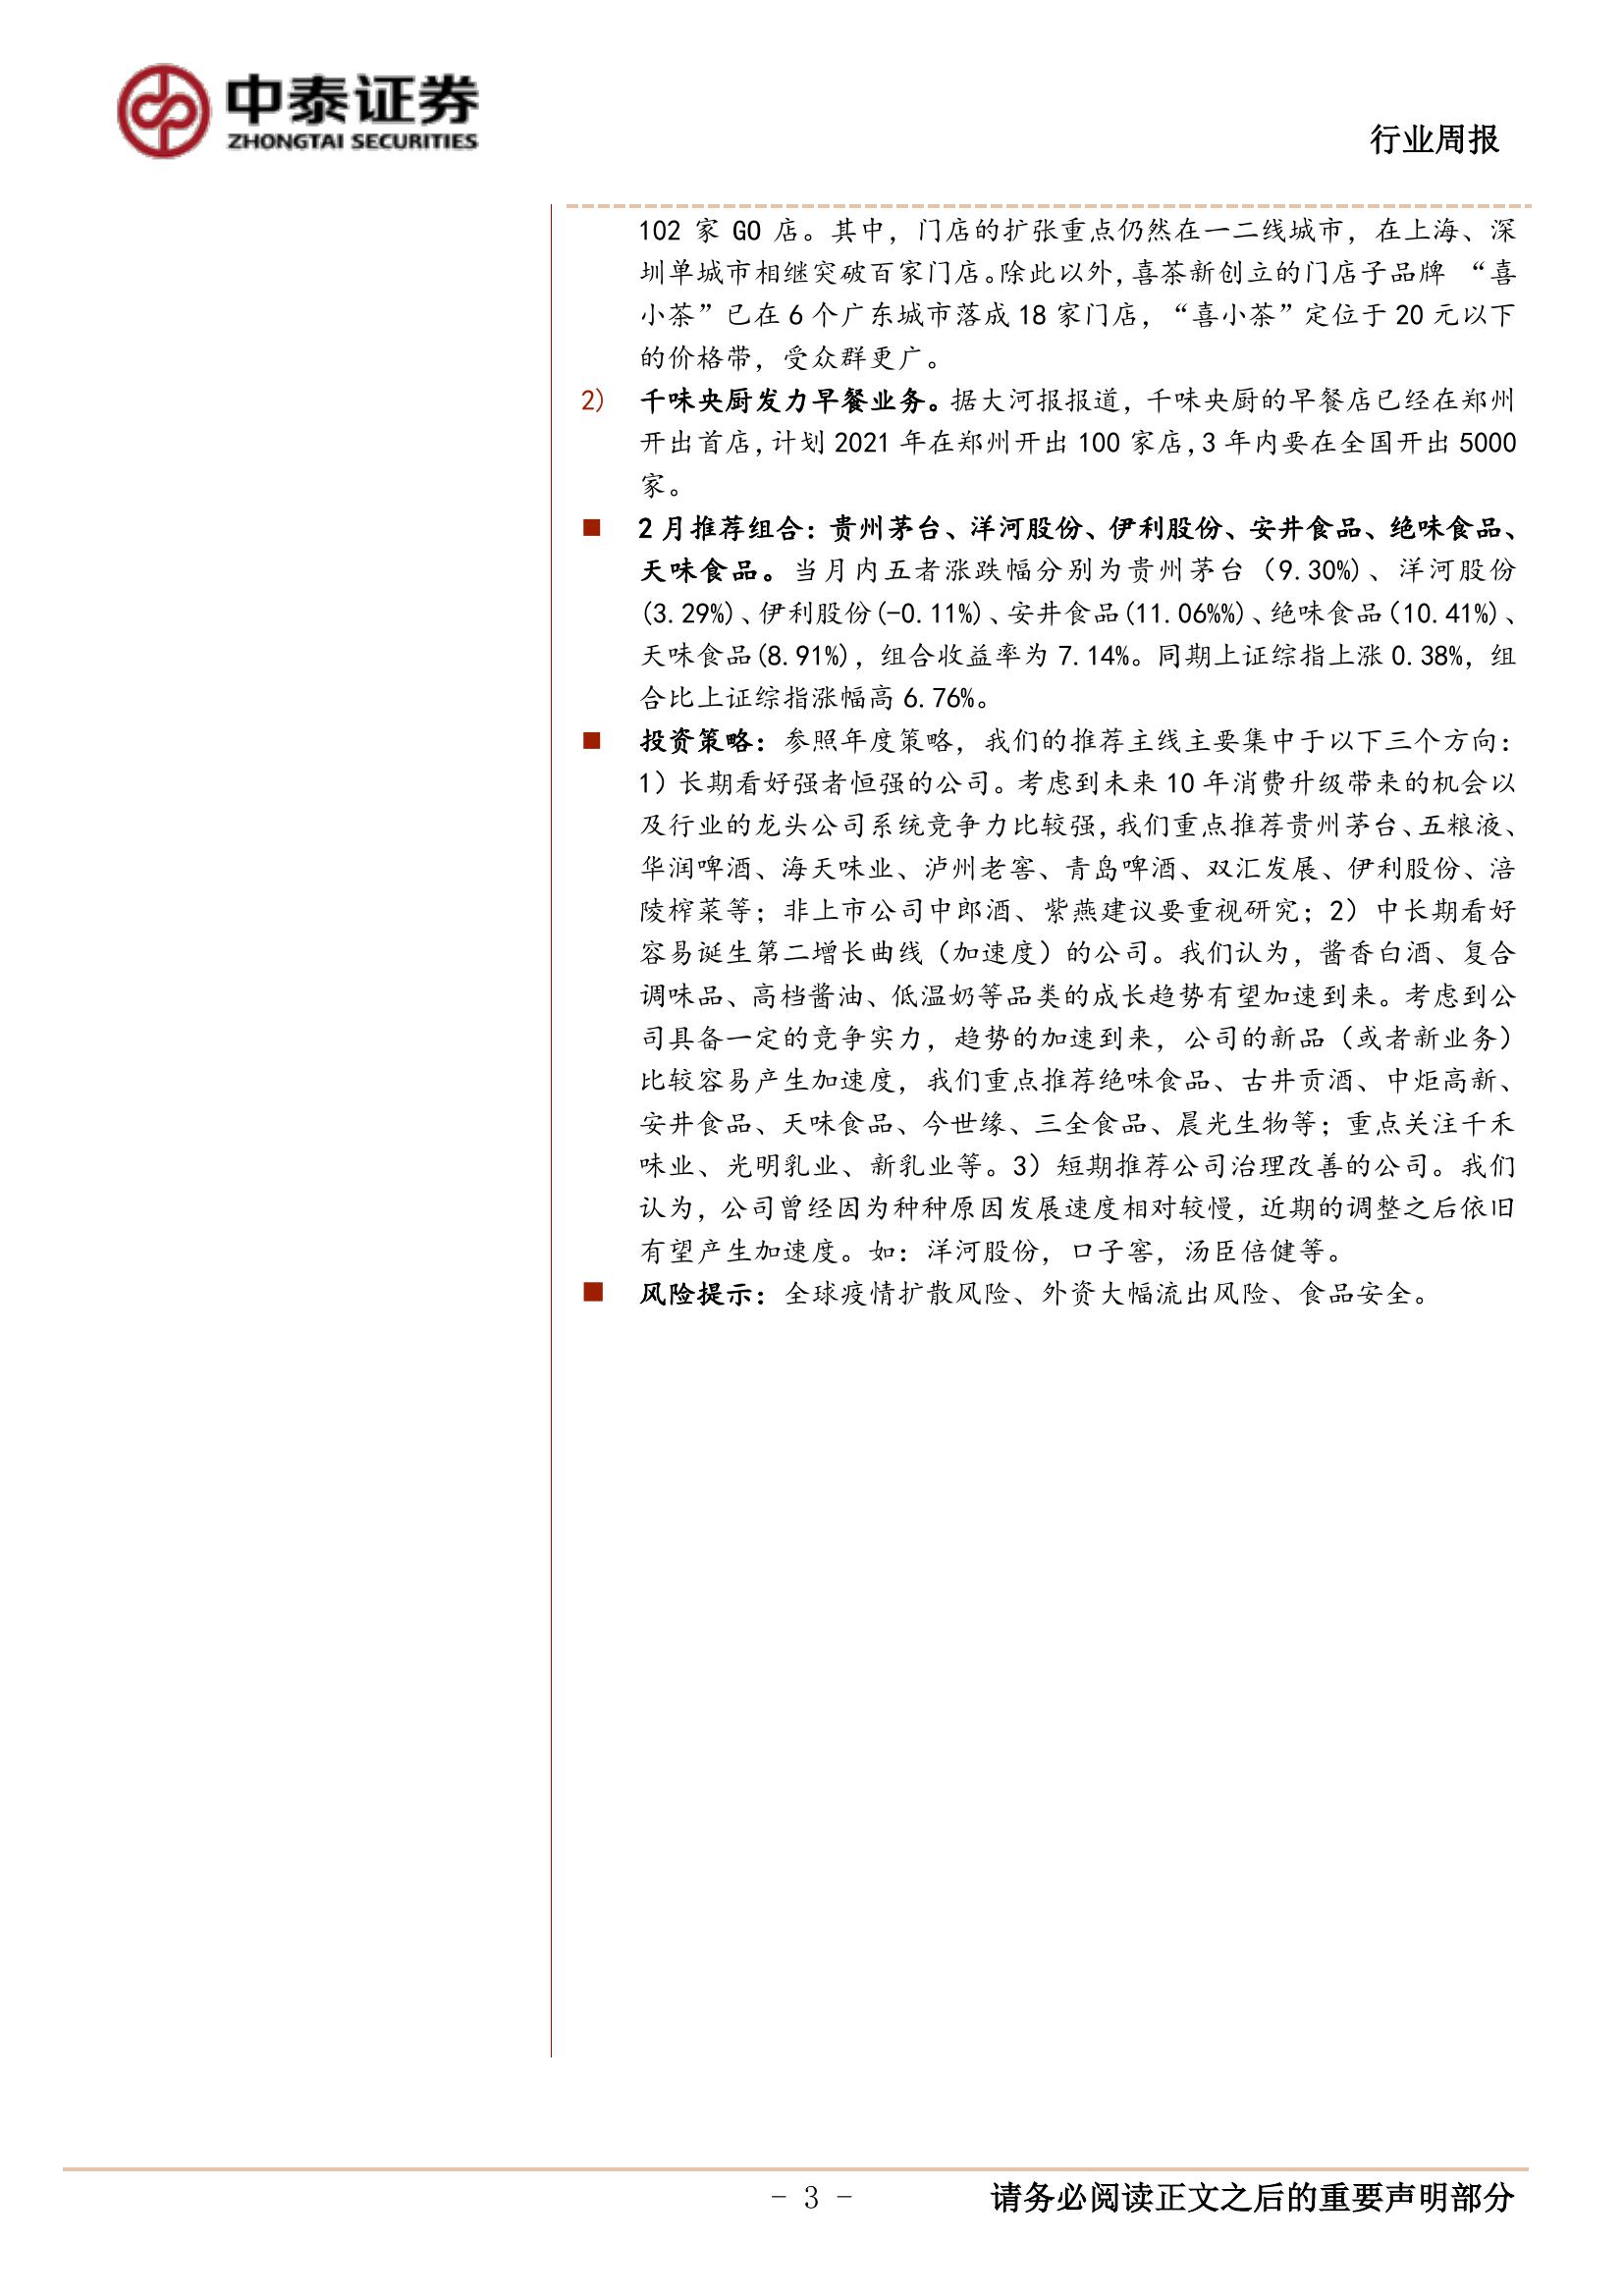 中泰证券
ZHONGTAI SECURITIES
行业周报
102 家 GO 店。其中，门店的扩张重点仍然在一二线城市，在上海、深
圳单城市相继突破百家门店。除此以外，喜茶新创立的门店子品牌 “喜
小茶”已在 6 个广东城市落成 18 家门店，“喜小茶”定位于 20 元以下
的价格带，受众群更广。
2) 千味央厨发力早餐业务。据大河报报道，千味央厨的早餐店已经在郑州
开出首店，计划 2021 年在郑州开出 100 家店，3 年内要在全国开出 5000
家。
■ 2 月推荐组合：贵州茅台、洋河股份、伊利股份、安井食品、绝味食品、
天味食品。当月内五者涨跌幅分别为贵州茅台（9.30%)、洋河股份
(3.29%)、伊利股份(-0.11%)、安井食品(11.06%%)、绝味食品（10.41%)、
天味食品(8.91%)，组合收益率为 7.14%。同期上证综指上涨 0.38%，组
合比上证综指涨幅高 6.76%。
■ 投资策略：参照年度策略，我们的推荐主线主要集中于以下三个方向：
1）长期看好强者恒强的公司。考虑到未来 10 年消费升级带来的机会以
及行业的龙头公司系统竞争力比较强，我们重点推荐贵州茅台、五粮液、
华润啤酒、海天味业、泸州老窖、青岛啤酒、双汇发展、伊利股份、涪
陵榨菜等；非上市公司中郎酒、紫燕建议要重视研究；2）中长期看好
容易诞生第二增长曲线（加速度）的公司。我们认为，酱香白酒、复合
调味品、高档酱油、低温奶等品类的成长趋势有望加速到来。考虑到公
司具备一定的竞争实力，趋势的加速到来，公司的新品（或者新业务）
比较容易产生加速度，我们重点推荐绝味食品、古井贡酒、中炬高新、
安井食品、天味食品、今世缘、三全食品、晨光生物等；重点关注千禾
味业、光明乳业、新乳业等。3）短期推荐公司治理改善的公司。我们
认为，公司曾经因为种种原因发展速度相对较慢，近期的调整之后依旧
有望产生加速度。如：洋河股份，口子窖，汤臣倍健等。
■ 风险提示：全球疫情扩散风险、外资大幅流出风险、食品安全。
- 3 -
请务必阅读正文之后的重要声明部分